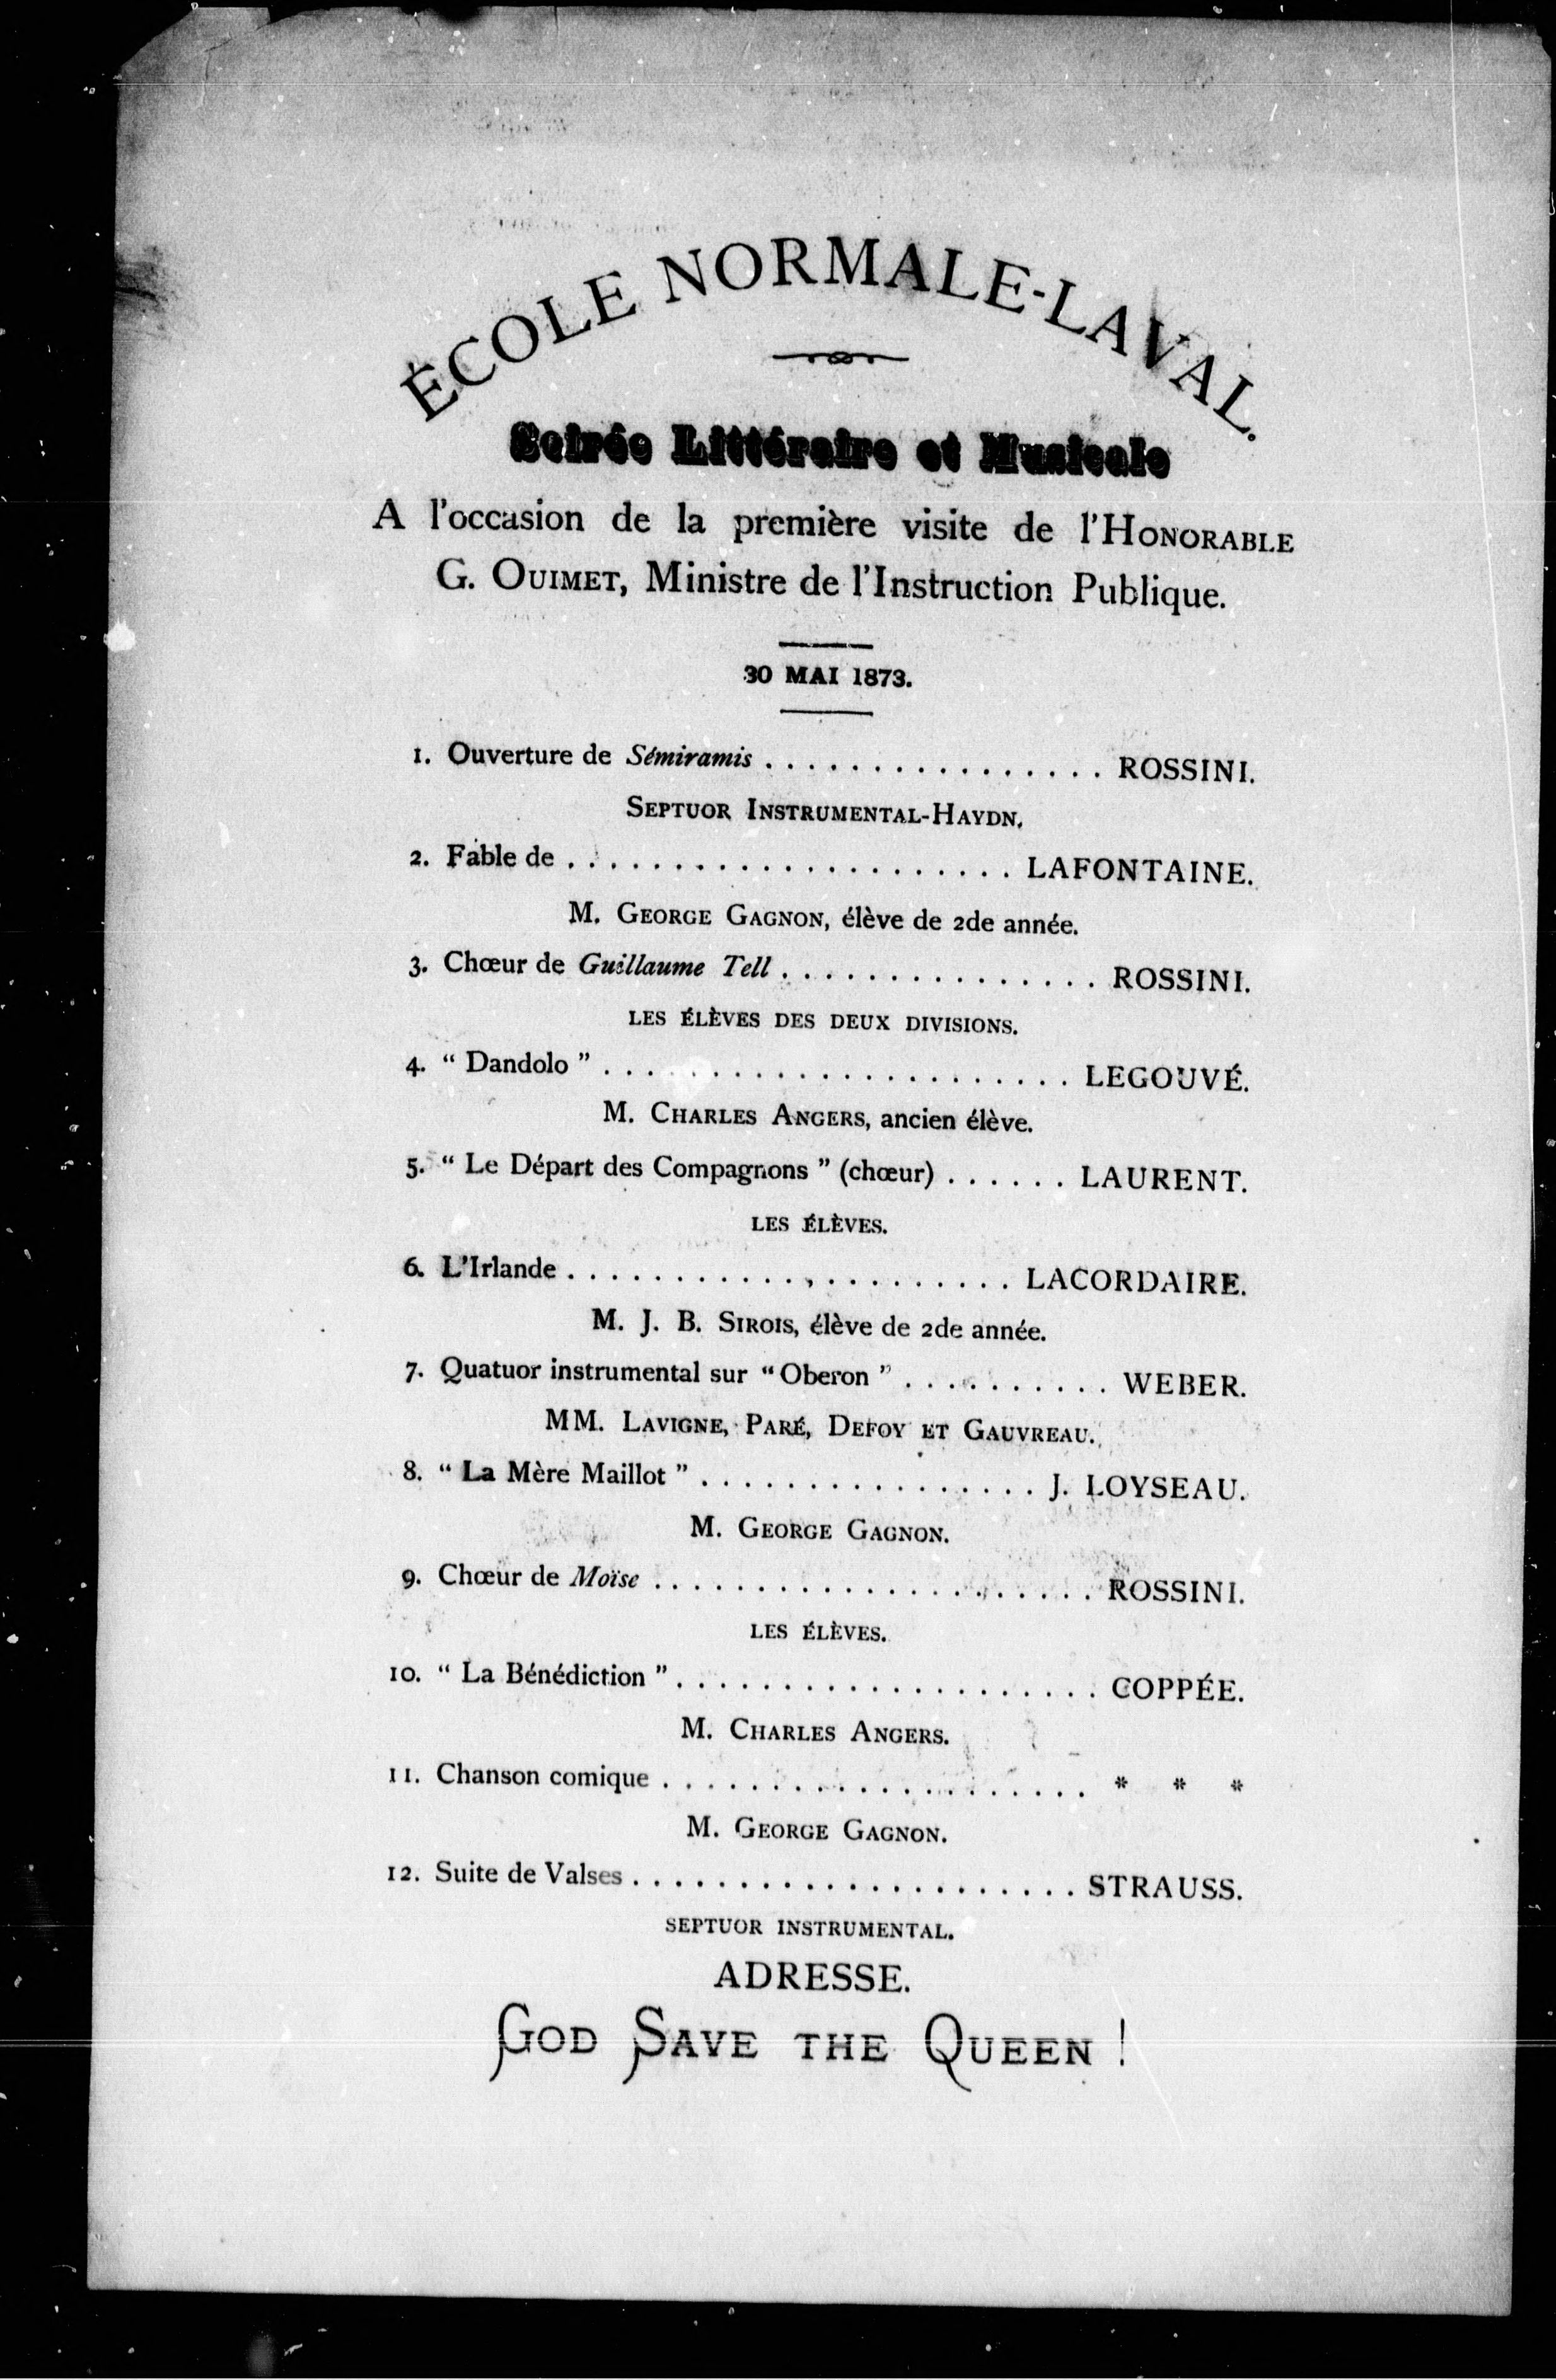 ÉCOLE NORMALE-LAVAL.
Soirée Littéraire et Musicale
A l'occasion de la première visite de l'HONORABLE
G. OUIMET, Ministre de l'Instruction Publique.
30 MAI 1873.
1. Ouverture de Sémiramis . . . . . . . . . . . . . . . . ROSSINI.
SEPTUOR INSTRUMENTAL-HAYDN.
2. Fable de . . . . . . . . . . . . . . . . . . . . . LAFONTAINE.
M. GEORGE GAGNON, élève de 2de année.
3. Chœur de Guillaume Tell . . . . . . . . . . . . . . . ROSSINI.
LES ÉLÈVES DES DEUX DIVISIONS.
4. “ Dandolo ” . . . . . . . . . . . . . . . . . . . . . . LEGOUVÉ.
M. CHARLES ANGERS, ancien élève.
5. “ Le Départ des Compagnons ” (chœur) . . . . . . LAURENT.
LES ÉLÈVES.
6. L'Irlande . . . . . . . . . . . . . . . . . . . . . LACORDAIRE.
M. J. B. SIROIS, élève de 2de année.
7. Quatuor instrumental sur “ Oberon ” . . . . . . . . . . WEBER.
MM. LAVIGNE, PARÉ, DEFOY ET GAUVREAU.
8. “ La Mère Maillot ” . . . . . . . . . . . . . . . . J. LOYSEAU.
M. GEORGE GAGNON.
9. Chœur de Moïse . . . . . . . . . . . . . . . . . . . . . ROSSINI.
LES ÉLÈVES.
10. “ La Bénédiction ” . . . . . . . . . . . . . . . . . . . . COPPÉE.
M. CHARLES ANGERS.
11. Chanson comique . . . . . . . . . . . . . . . . . . . . * * *
M. GEORGE GAGNON.
12. Suite de Valses . . . . . . . . . . . . . . . . . . . . . STRAUSS.
SEPTUOR INSTRUMENTAL.
ADRESSE.
GOD SAVE THE QUEEN !